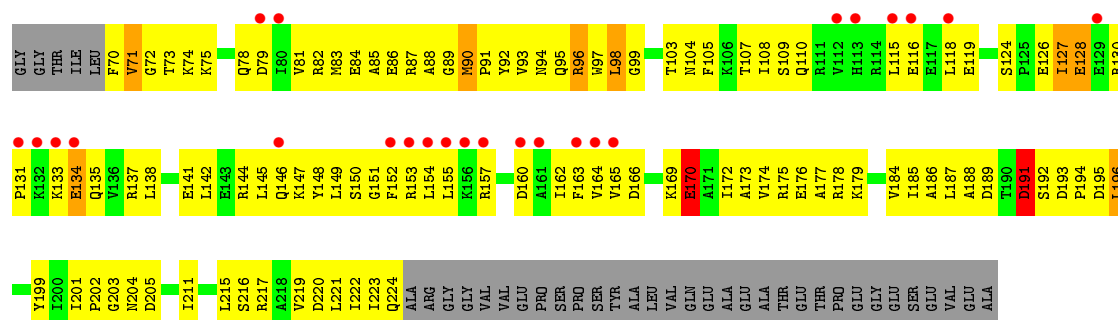 GLY GLY THR ILE LEU F70 V71 G72 T73 K74 K75 Q78 D79 I80 V81 R82 M83 E84 A85 E86 R87 A88 G89 M90 P91 Y92 V93 N94 Q95 R96 W97 L98 G99 T103 N104 F105 K106 T107 I108 S109 Q110 R111 V112 H113 R114 L115 E116 E117 L118 E119 S124 P125 E126 I127 E128 E129 R130
P131 K132 K133 E134 Q135 V136 R137 L138 E141 L142 E143 R144 L145 Q146 K147 Y148 L149 S150 G151 F152 R153 L154 L155 K156 R157 D160 A161 I162 F163 V164 V165 D166 K169 E170 A171 I172 A173 V174 R175 E176 A177 R178 K179 V184 I185 A186 L187 A188 D189 T190 D191 S192 D193 P194 D195
Y199 I200 I201 P202 G203 N204 D205 I211 L215 S216 R217 A218 V219 D220 L221 I222 I223 Q224 ALA ARG GLY GLY VAL VAL GLU PRO SER PRO SER TYR ALA LEU VAL GLN GLU ALA GLU ALA THR GLU THR PRO GLU GLY GLU SER GLU VAL GLU ALA